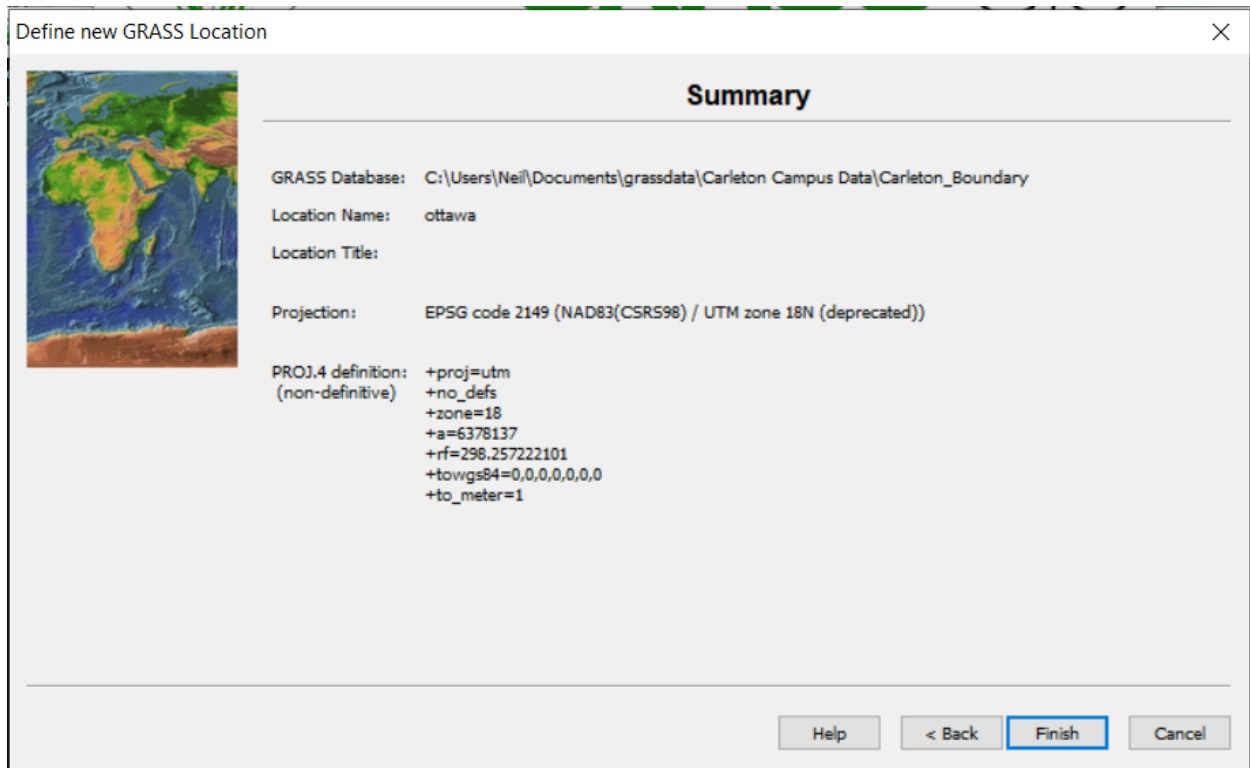 Define new GRASS Location
Summary
GRASS Database: C:\Users\Neil\Documents\grassdata\Carleton Campus Data\Carleton_Boundary
Location Name: ottawa
Location Title:
Projection: EPSG code 2149 (NAD83(CSRS98) / UTM zone 18N (deprecated))
PROJ.4 definition: +proj=utm
(non-definitive) +no_defs
+zone=18
+a=6378137
+rf=298.257222101
+towgs84=0,0,0,0,0,0,0
+to_meter=1
Help < Back Finish Cancel